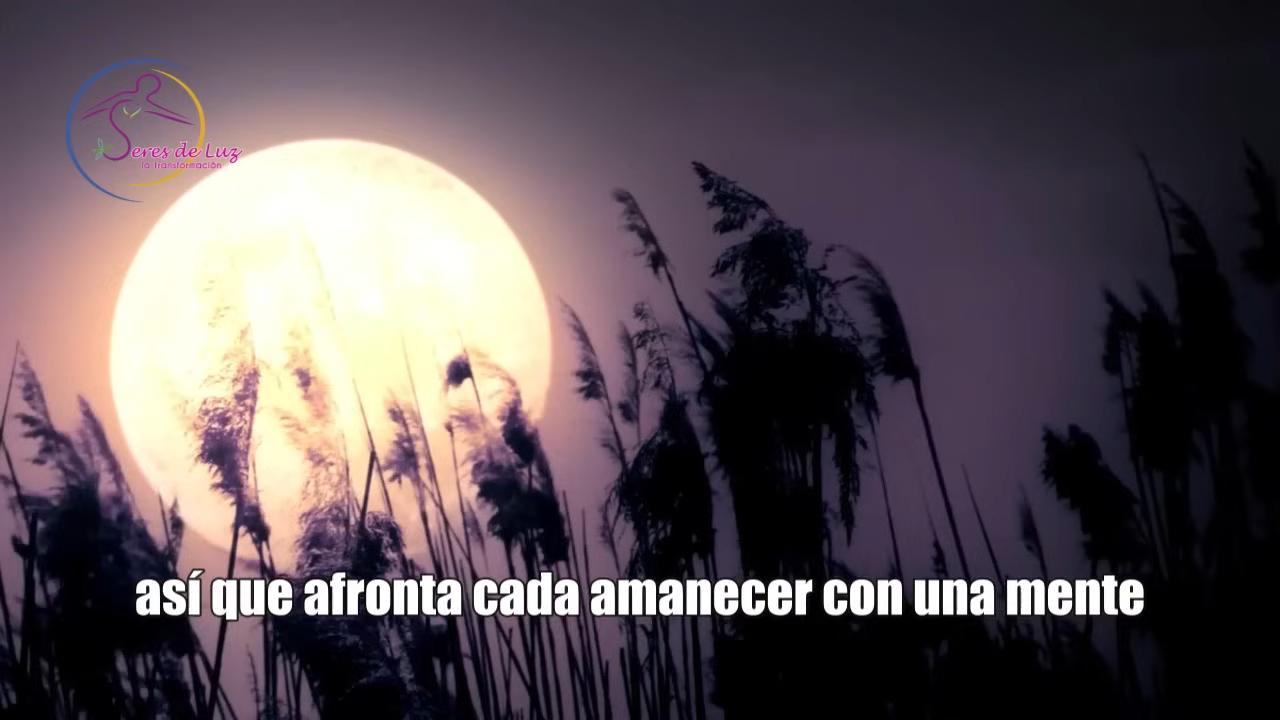 Seres de Luz
la Transformación
así que afronta cada amanecer con una mente